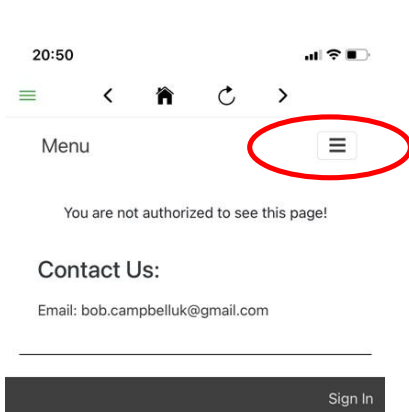 20:50
Menu
You are not authorized to see this page!
Contact Us:
Email: bob.campbelluk@gmail.com
Sign In